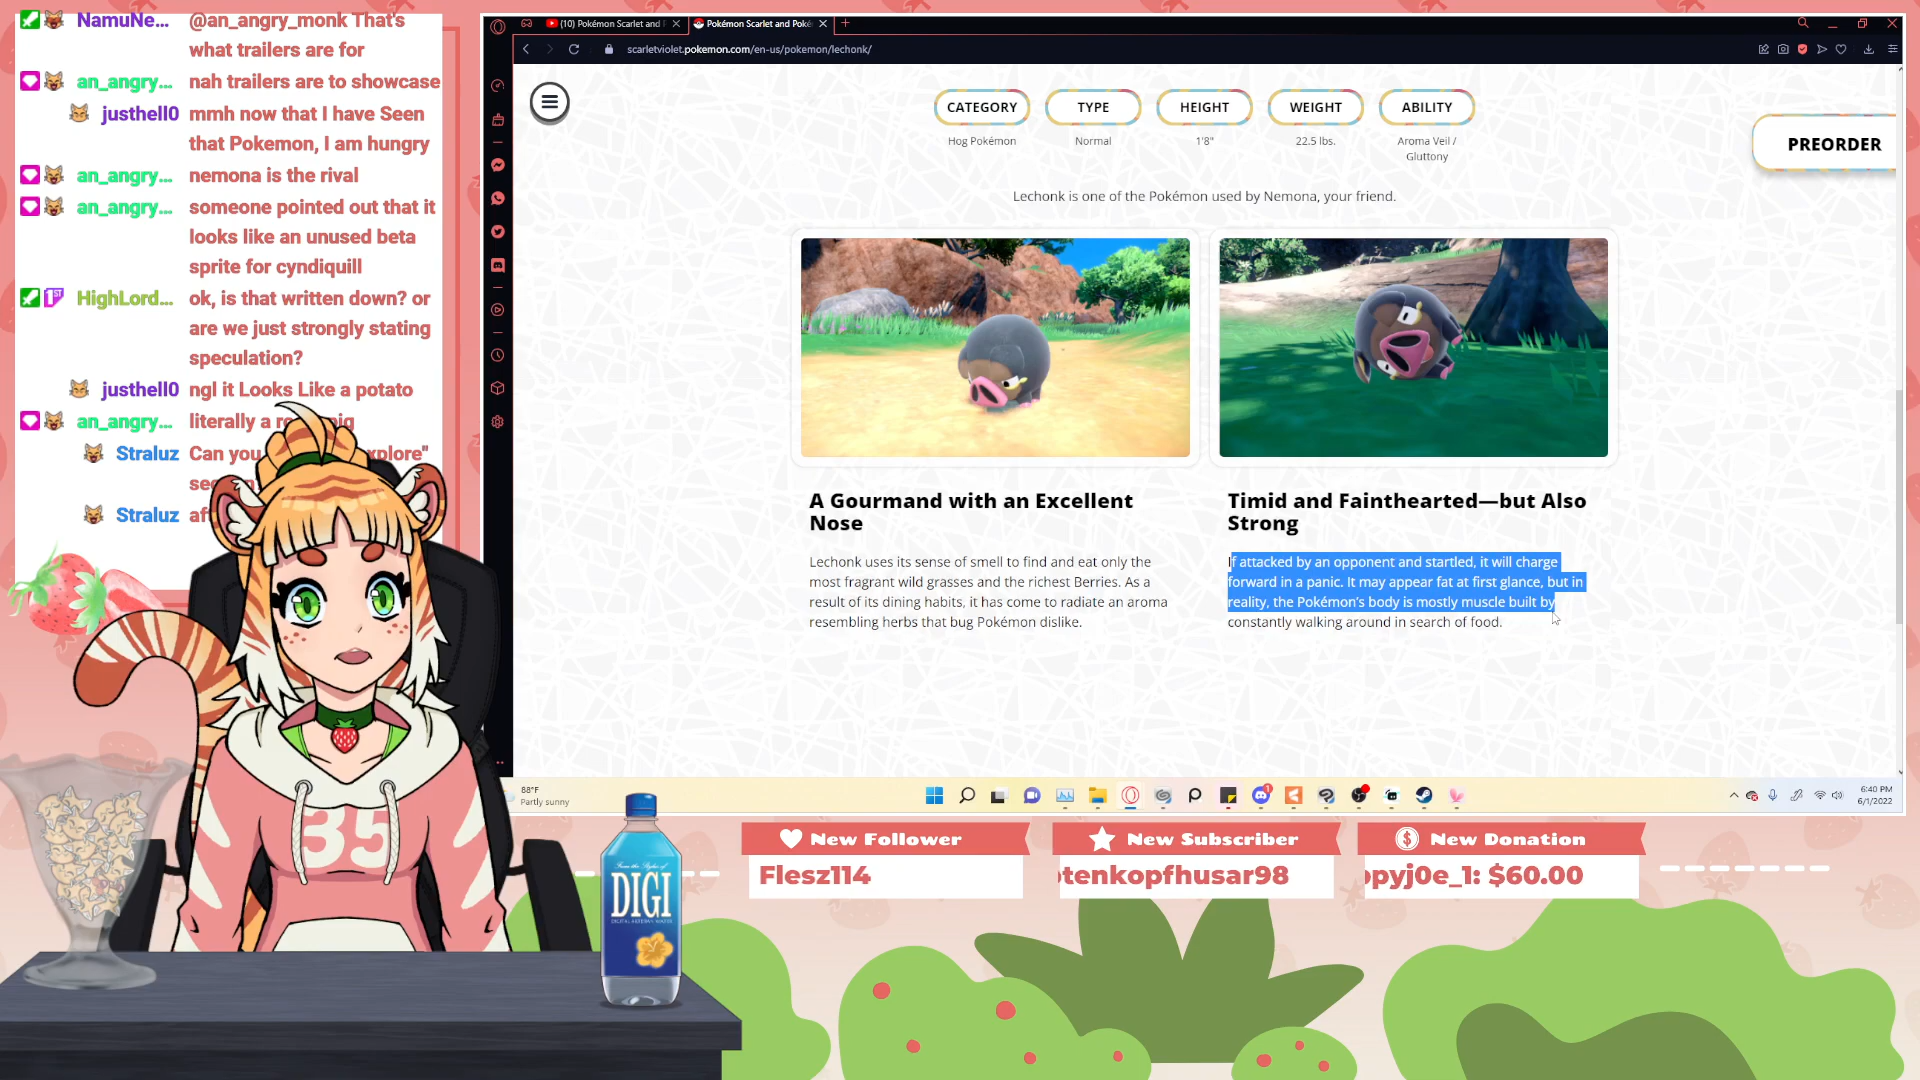 NamuNe... @an_angry_monk That's
what trailers are for
an_angry... nah trailers are to showcase
justhell0 mmh now that I have Seen
that Pokemon, I am hungry
an_angry... nemona is the rival
an_angry... someone pointed out that it
looks like an unused beta
sprite for cyndiquill
HighLord... ok, is that written down? or
are we just strongly stating
speculation?
justhell0 ngl it Looks Like a potato
an_angry... literally a
Straluz Can you
Straluz
(10) Pokémon Scarlet and
Pokémon Scarlet and Poké
scarletviolet.pokemon.com/en-us/pokemon/lechonk/
CATEGORY TYPE HEIGHT WEIGHT ABILITY
Hog Pokémon Normal 1'8" 22.5 lbs. Aroma Veil /
Gluttony
PREORDER
Lechonk is one of the Pokémon used by Nemona, your friend.
A Gourmand with an Excellent
Nose
Lechonk uses its sense of smell to find and eat only the
most fragrant wild grasses and the richest Berries. As a
result of its dining habits, it has come to radiate an aroma
resembling herbs that bug Pokémon dislike.
Timid and Fainthearted—but Also
Strong
If attacked by an opponent and startled, it will charge
forward in a panic. It may appear fat at first glance, but in
reality, the Pokémon's body is mostly muscle built by
constantly walking around in search of food.
88°F
Partly sunny
6:40 PM
6/1/2022
35
DIGI
New Follower
Flesz114
New Subscriber
otenkopfhusar98
New Donation
opyj0e_1: $60.00